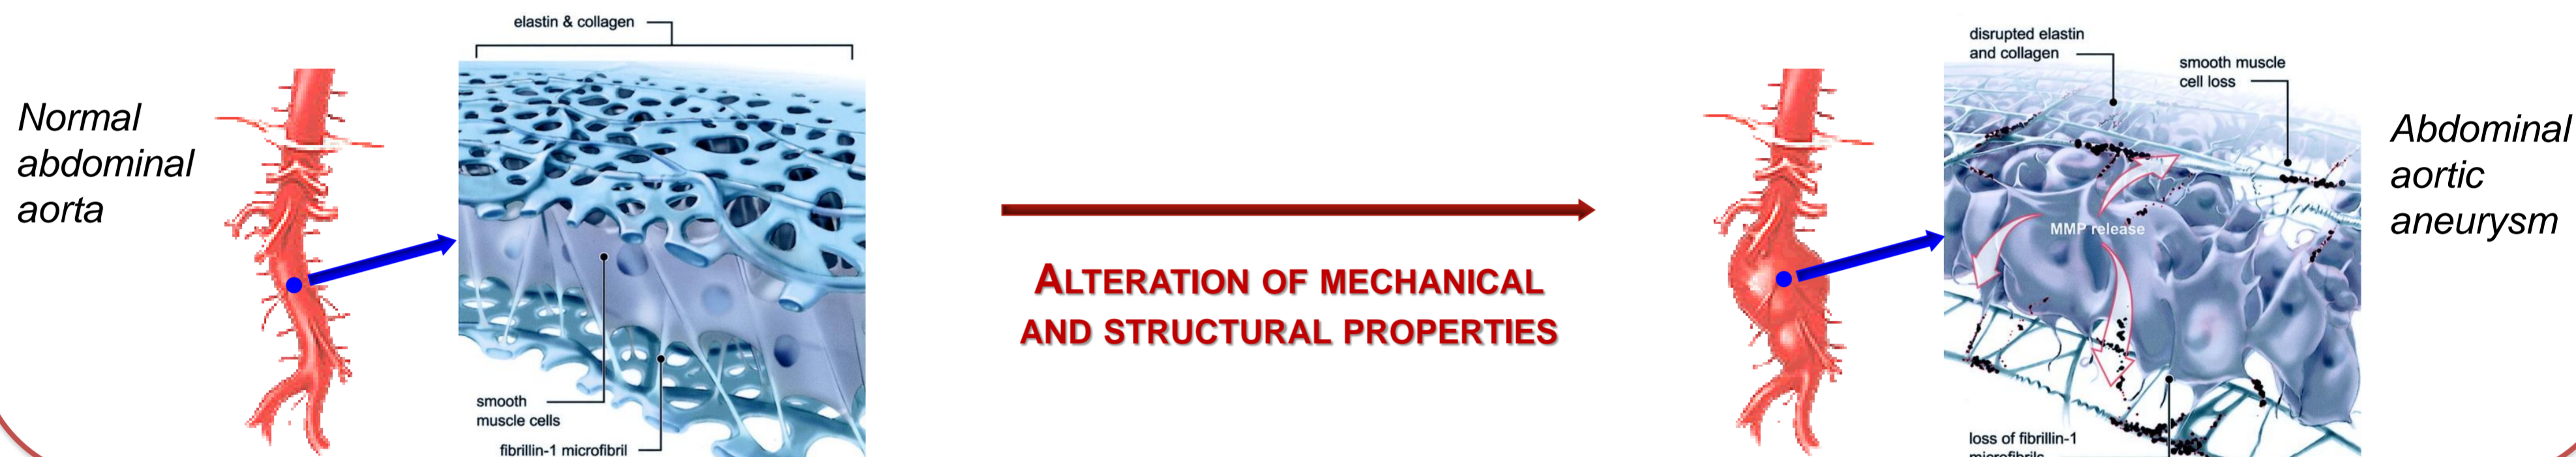 Normal
abdominal
aorta
elastin & collagen
smooth
muscle cells
fibrillin-1 microfibril
ALTERATION OF MECHANICAL
AND STRUCTURAL PROPERTIES
disrupted elastin
and collagen
smooth muscle
cell loss
MMP release
loss of fibrillin-1
microfibrils
Abdominal
aortic
aneurysm